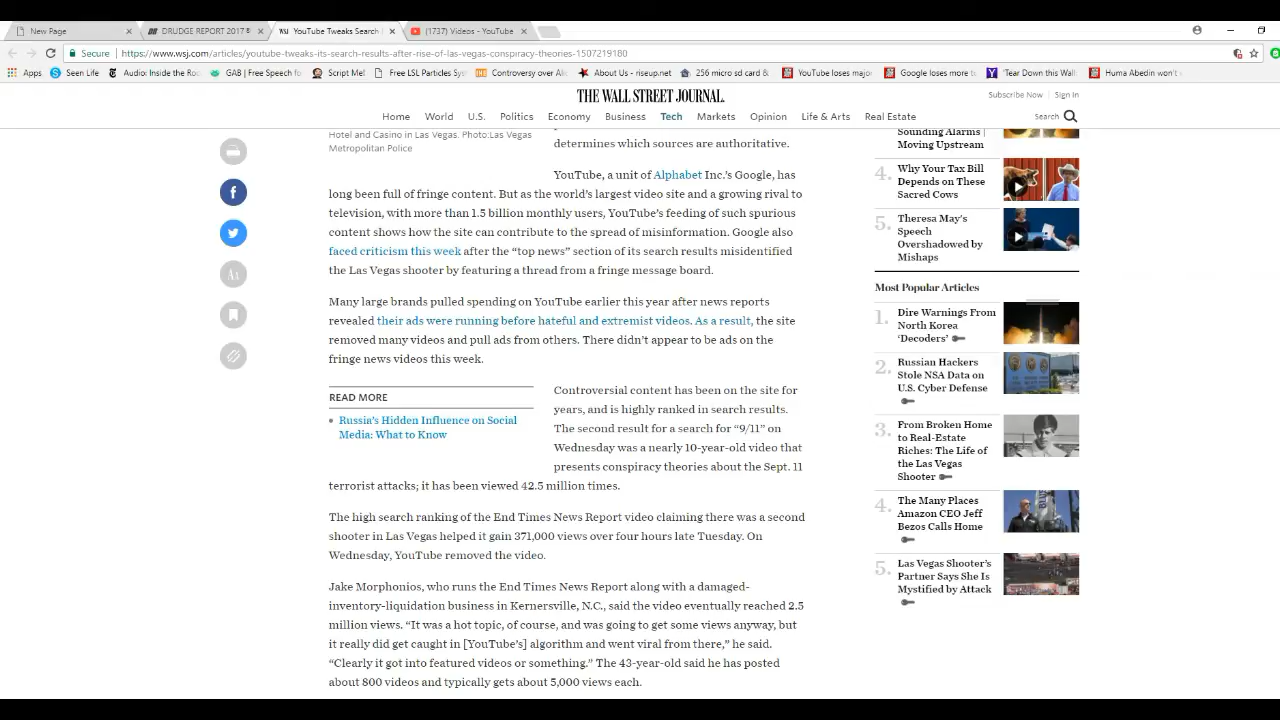 New Page
DRUDGE REPORT 2017 ®
WSJ YouTube Tweaks Search
(1737) Videos - YouTube
Secure https://www.wsj.com/articles/youtube-tweaks-its-search-results-after-rise-of-las-vegas-conspiracy-theories-1507219180
Apps Seen Life Audio: Inside the Ro GAB | Free Speech fo Script Me! Free LSL Particles Sys Controversy over Ali About Us - riseup.net 256 micro sd card & YouTube loses major Google loses more 'Tear Down this Wall Huma Abedin won't
THE WALL STREET JOURNAL.
Subscribe Now | Sign In
Home World U.S. Politics Economy Business Tech Markets Opinion Life & Arts Real Estate
Search
Hotel and Casino in Las Vegas. Photo:Las Vegas
Metropolitan Police
determines which sources are authoritative.
YouTube, a unit of Alphabet Inc.'s Google, has
long been full of fringe content. But as the world's largest video site and a growing rival to
television, with more than 1.5 billion monthly users, YouTube's feeding of such spurious
content shows how the site can contribute to the spread of misinformation. Google also
faced criticism this week after the “top news” section of its search results misidentified
the Las Vegas shooter by featuring a thread from a fringe message board.
Many large brands pulled spending on YouTube earlier this year after news reports
revealed their ads were running before hateful and extremist videos. As a result, the site
removed many videos and pull ads from others. There didn't appear to be ads on the
fringe news videos this week.
READ MORE
Russia's Hidden Influence on Social
Media: What to Know
Controversial content has been on the site for
years, and is highly ranked in search results.
The second result for a search for “9/11” on
Wednesday was a nearly 10-year-old video that
presents conspiracy theories about the Sept. 11
terrorist attacks; it has been viewed 42.5 million times.
The high search ranking of the End Times News Report video claiming there was a second
shooter in Las Vegas helped it gain 371,000 views over four hours late Tuesday. On
Wednesday, YouTube removed the video.
Jake Morphonios, who runs the End Times News Report along with a damaged-
inventory-liquidation business in Kernersville, N.C., said the video eventually reached 2.5
million views. “It was a hot topic, of course, and was going to get some views anyway, but
it really did get caught in [YouTube's] algorithm and went viral from there,” he said.
“Clearly it got into featured videos or something.” The 43-year-old said he has posted
about 800 videos and typically gets about 5,000 views each.
Sounding Alarms |
Moving Upstream
4.
Why Your Tax Bill
Depends on These
Sacred Cows
5.
Theresa May's
Speech
Overshadowed by
Mishaps
Most Popular Articles
1.
Dire Warnings From
North Korea
‘Decoders’
2.
Russian Hackers
Stole NSA Data on
U.S. Cyber Defense
3.
From Broken Home
to Real-Estate
Riches: The Life of
the Las Vegas
Shooter
4.
The Many Places
Amazon CEO Jeff
Bezos Calls Home
5.
Las Vegas Shooter's
Partner Says She Is
Mystified by Attack